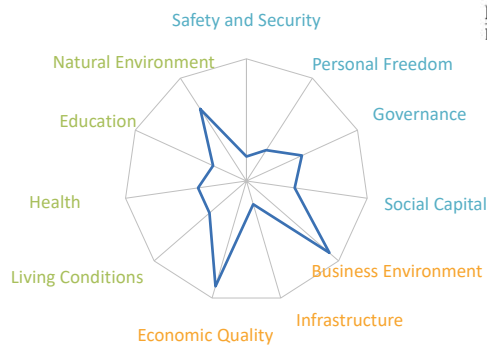 Safety and Security
Natural Environment
Personal Freedom
Education
Governance
Health
Social Capital
Living Conditions
Business Environment
Economic Quality
Infrastructure